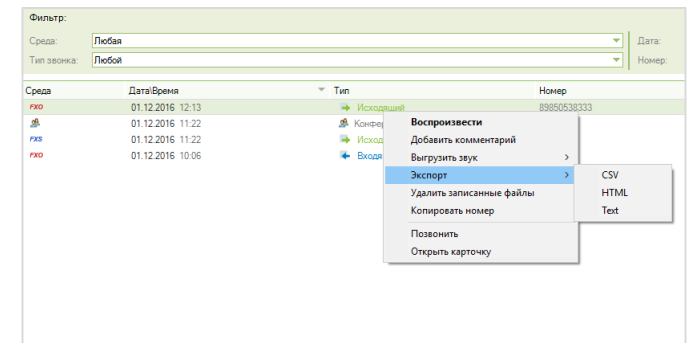 Фильтр:
Среда: Любая Дата:
Тип звонка: Любой Номер:
Среда Дата\Время Тип Номер
FXO 01.12.2016 12:13 Исходящий 89850538333
01.12.2016 11:22 Конфер
FXS 01.12.2016 11:22 Исход
FXO 01.12.2016 10:06 Входя
Воспроизвести
Добавить комментарий
Выгрузить звук
Экспорт
Удалить записанные файлы
Копировать номер
Позвонить
Открыть карточку
CSV
HTML
Text